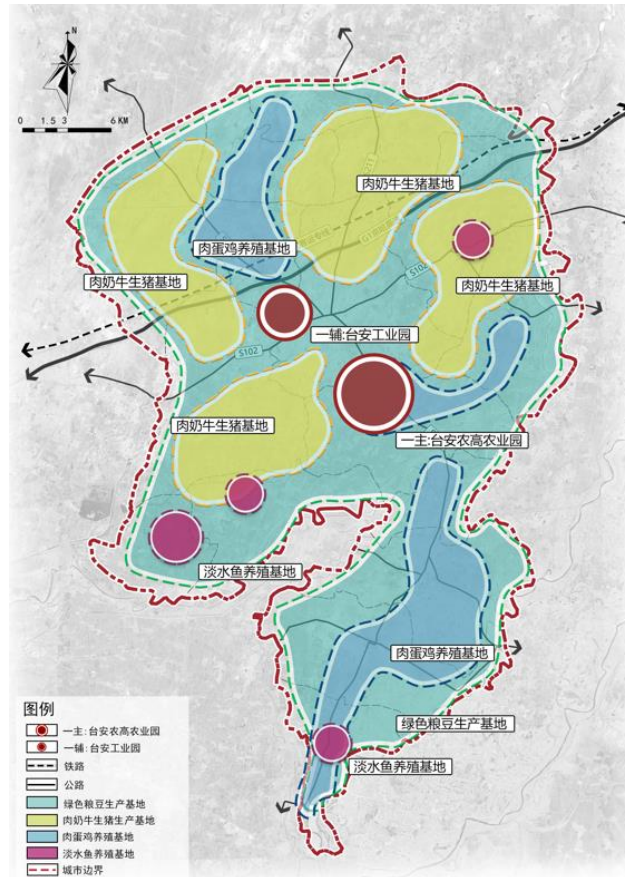 N
0 1.5 3 6 KM
肉奶牛生猪基地
肉蛋鸡养殖基地
肉奶牛生猪基地
肉奶牛生猪基地
S102
一辅:台安工业园
S102
肉奶牛生猪基地
一主:台安农高农业园
淡水鱼养殖基地
肉蛋鸡养殖基地
绿色粮豆生产基地
淡水鱼养殖基地
图例
一主:台安农高农业园
一辅:台安工业园
铁路
公路
绿色粮豆生产基地
肉奶牛生猪生产基地
肉蛋鸡养殖基地
淡水鱼养殖基地
城市边界